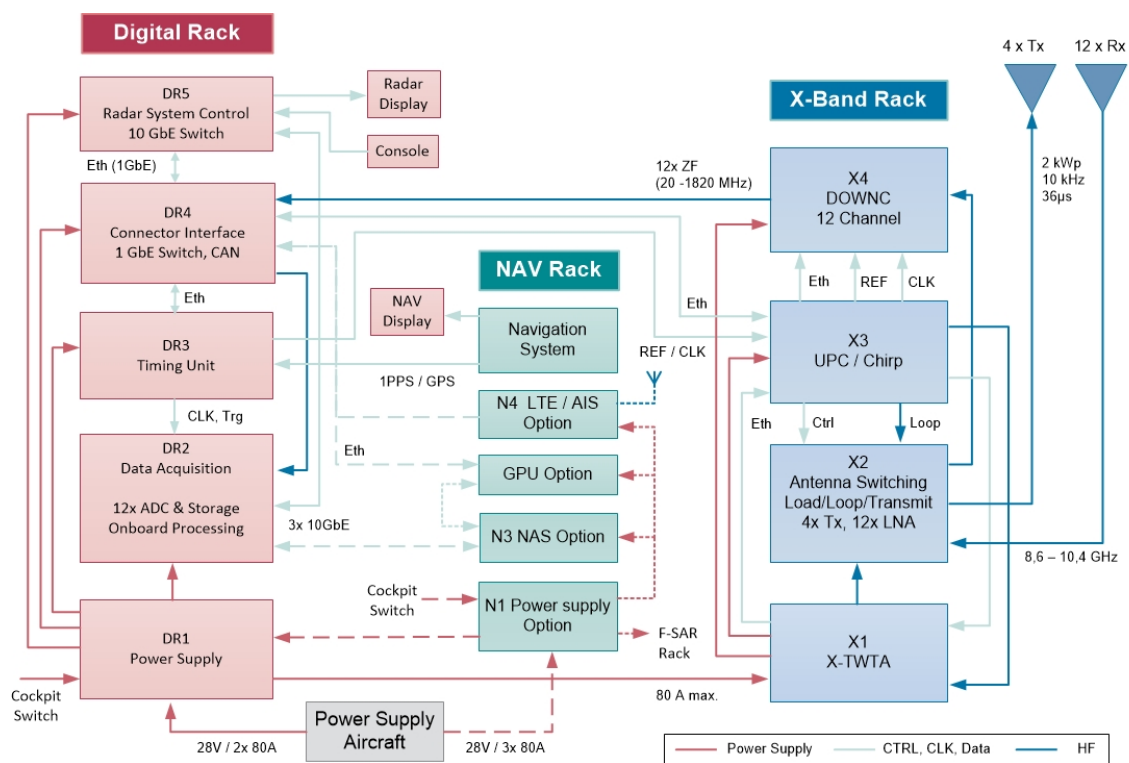 Digital Rack
4 x Tx
12 x Rx
DR5
Radar System Control
10 GbE Switch
Radar
Display
Console
X-Band Rack
Eth (1GbE)
12x ZF
(20 -1820 MHz)
2 kWp
10 kHz
36µs
DR4
Connector Interface
1 GbE Switch, CAN
X4
DOWNC
12 Channel
NAV Rack
Eth
REF
CLK
Eth
Eth
NAV
Display
Navigation
System
DR3
Timing Unit
X3
UPC / Chirp
REF / CLK
1PPS / GPS
N4 LTE / AIS
Option
CLK, Trg
Eth
Ctrl
Loop
Eth
DR2
Data Acquisition
12x ADC & Storage
Onboard Processing
GPU Option
X2
Antenna Switching
Load/Loop/Transmit
4x Tx, 12x LNA
3x 10GbE
N3 NAS Option
8,6 – 10,4 GHz
Cockpit
Switch
N1 Power supply
Option
F-SAR
Rack
DR1
Power Supply
X1
X-TWTA
Cockpit
Switch
80 A max.
28V / 2x 80A
Power Supply
Aircraft
28V / 3x 80A
Power Supply
CTRL, CLK, Data
HF